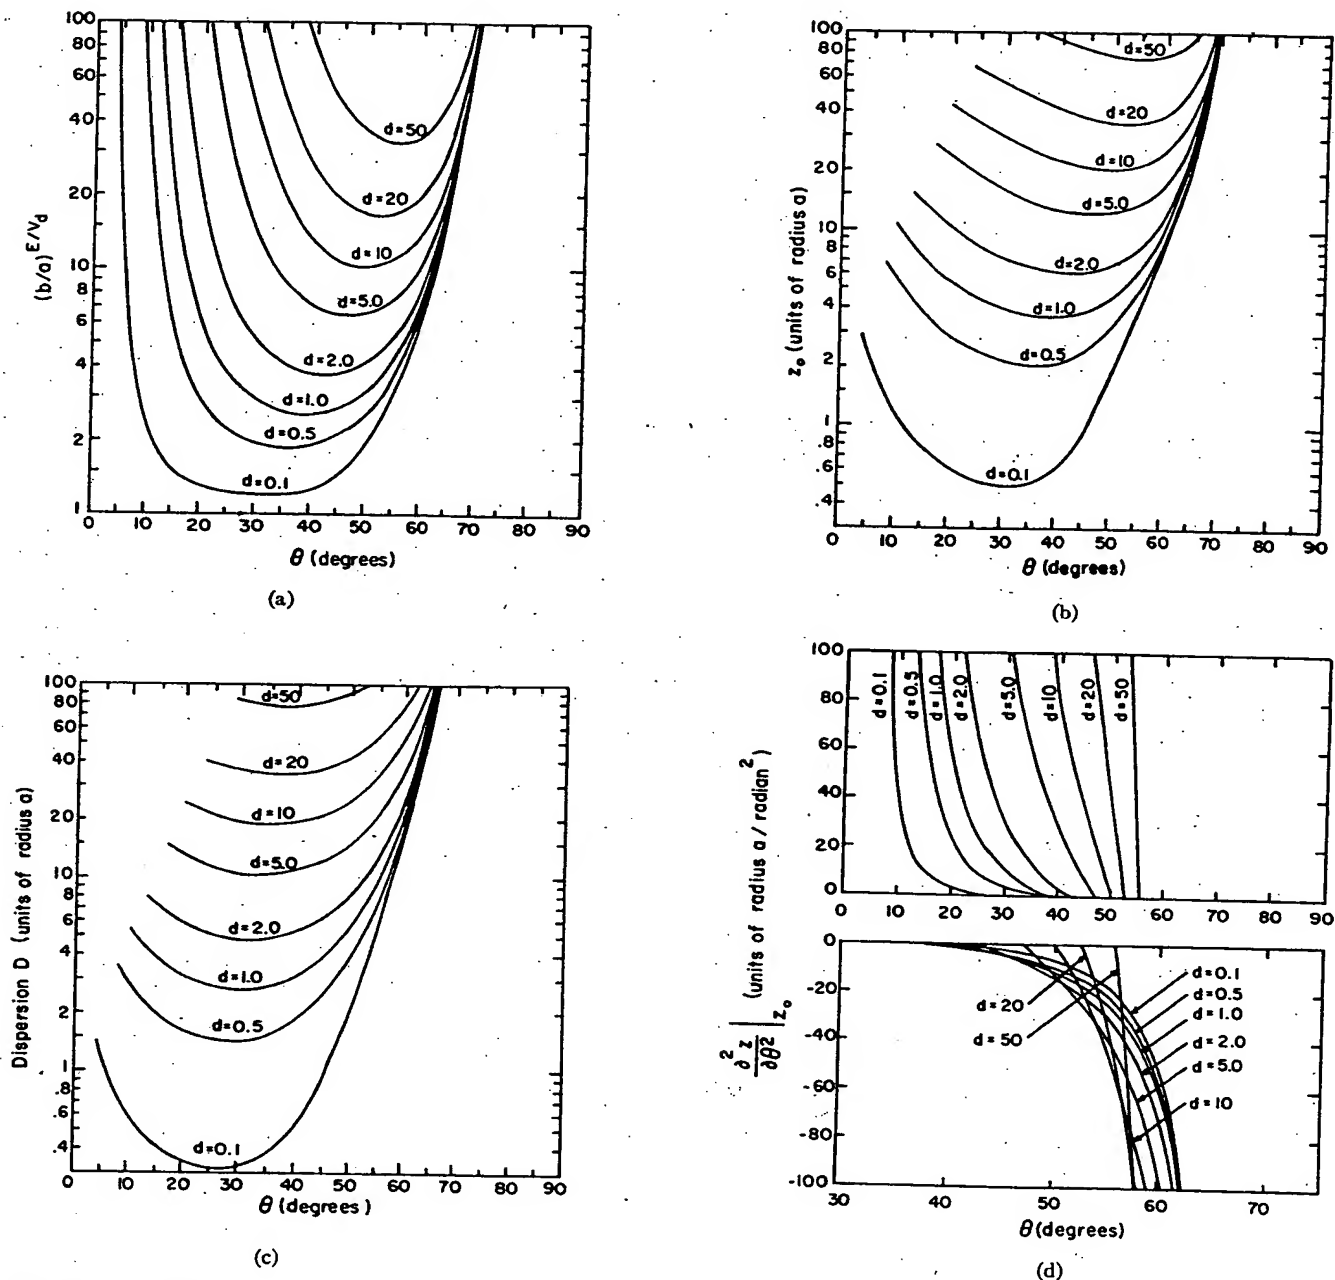 100
80
60
40
20
10
8
6
4
2
1
(b/a)^E/V_d
d=50
d=20
d=10
d=5.0
d=2.0
d=1.0
d=0.5
d=0.1
0 10 20 30 40 50 60 70 80 90
θ (degrees)
(a)
100
80
60
40
20
10
8
6
4
2
1
.8
.6
.4
z_o (units of radius a)
d=50
d=20
d=10
d=5.0
d=2.0
d=1.0
d=0.5
d=0.1
0 10 20 30 40 50 60 70 80 90
θ (degrees)
(b)
100
80
60
40
20
10
8
6
4
2
1
.8
.6
.4
Dispersion D (units of radius a)
d=50
d=20
d=10
d=5.0
d=2.0
d=1.0
d=0.5
d=0.1
0 10 20 30 40 50 60 70 80 90
θ (degrees)
(c)
100
80
60
40
20
0
d=0.1
d=0.5
d=1.0
d=2.0
d=5.0
d=10
d=20
d=50
0 10 20 30 40 50 60 70 80 90
∂²z/∂θ²|z_o (units of radius a / radian²)
0
-20
-40
-60
-80
-100
d=20
d=50
d=0.1
d=0.5
d=1.0
d=2.0
d=5.0
d=10
30 40 50 60 70
θ (degrees)
(d)